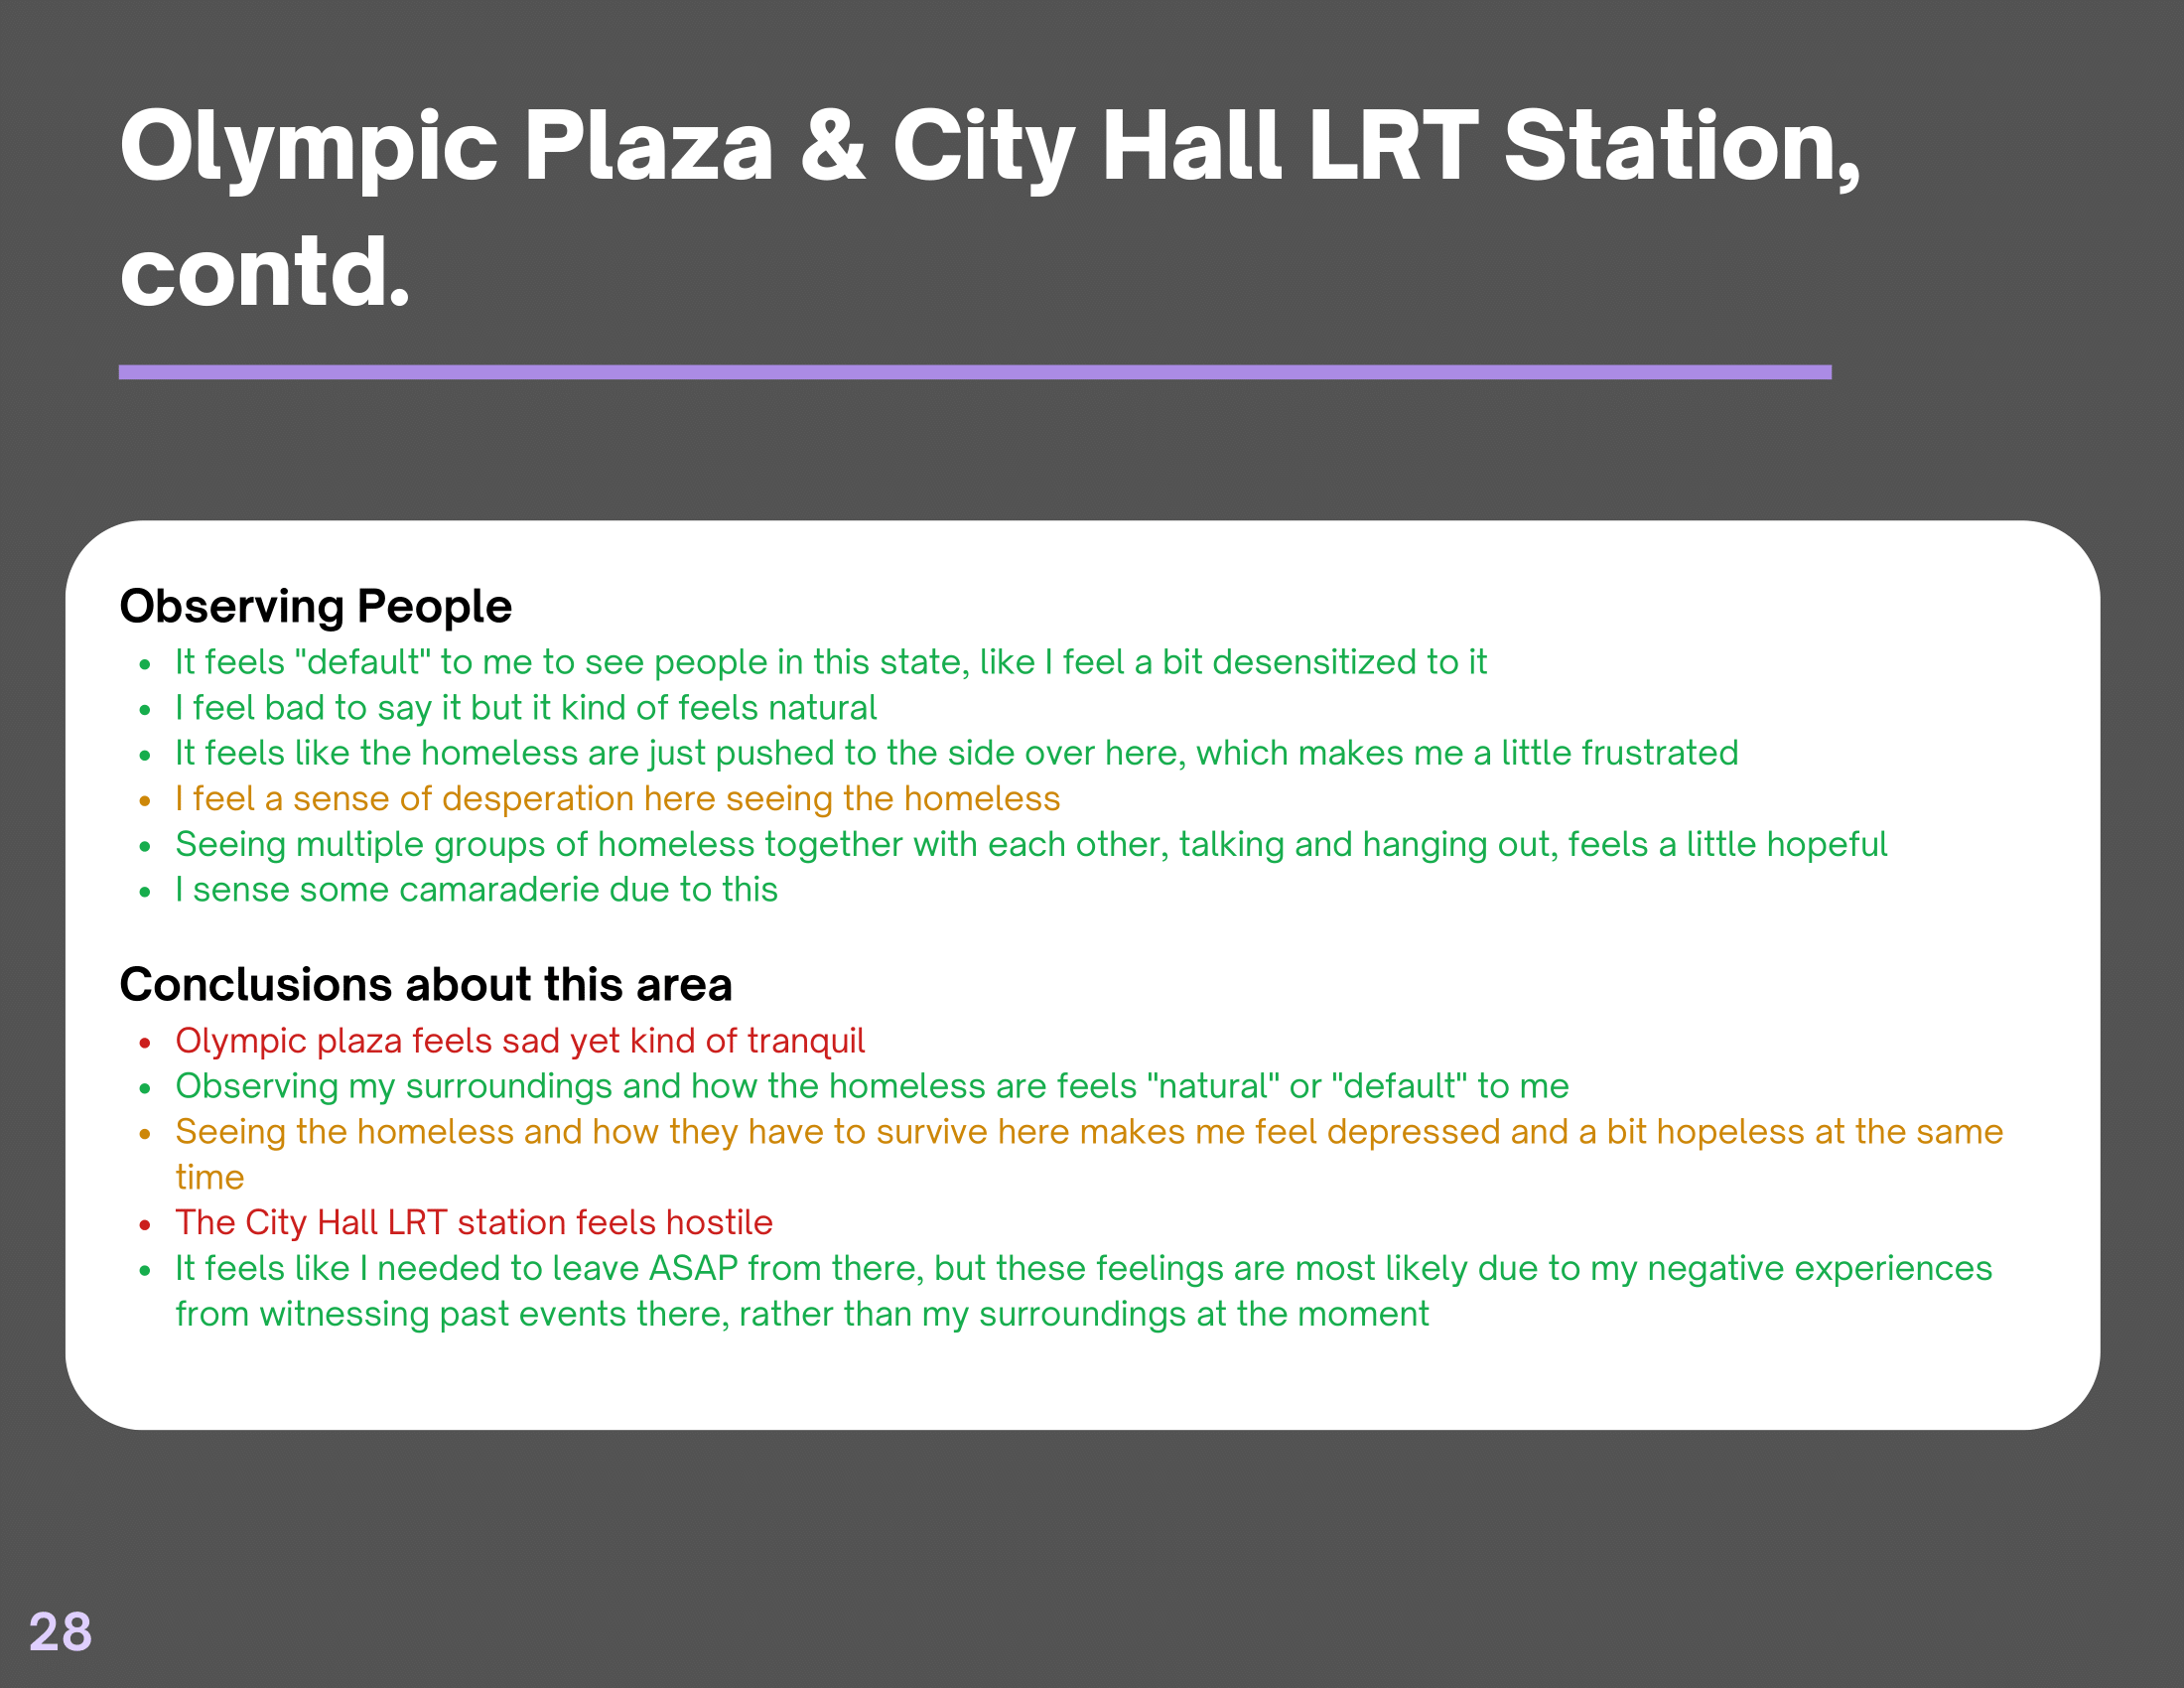 Olympic Plaza & City Hall LRT Station,
contd.
Observing People
• It feels "default" to me to see people in this state, like I feel a bit desensitized to it
• I feel bad to say it but it kind of feels natural
• It feels like the homeless are just pushed to the side over here, which makes me a little frustrated
• I feel a sense of desperation here seeing the homeless
• Seeing multiple groups of homeless together with each other, talking and hanging out, feels a little hopeful
• I sense some camaraderie due to this
Conclusions about this area
• Olympic plaza feels sad yet kind of tranquil
• Observing my surroundings and how the homeless are feels "natural" or "default" to me
• Seeing the homeless and how they have to survive here makes me feel depressed and a bit hopeless at the same
time
• The City Hall LRT station feels hostile
• It feels like I needed to leave ASAP from there, but these feelings are most likely due to my negative experiences
from witnessing past events there, rather than my surroundings at the moment
28